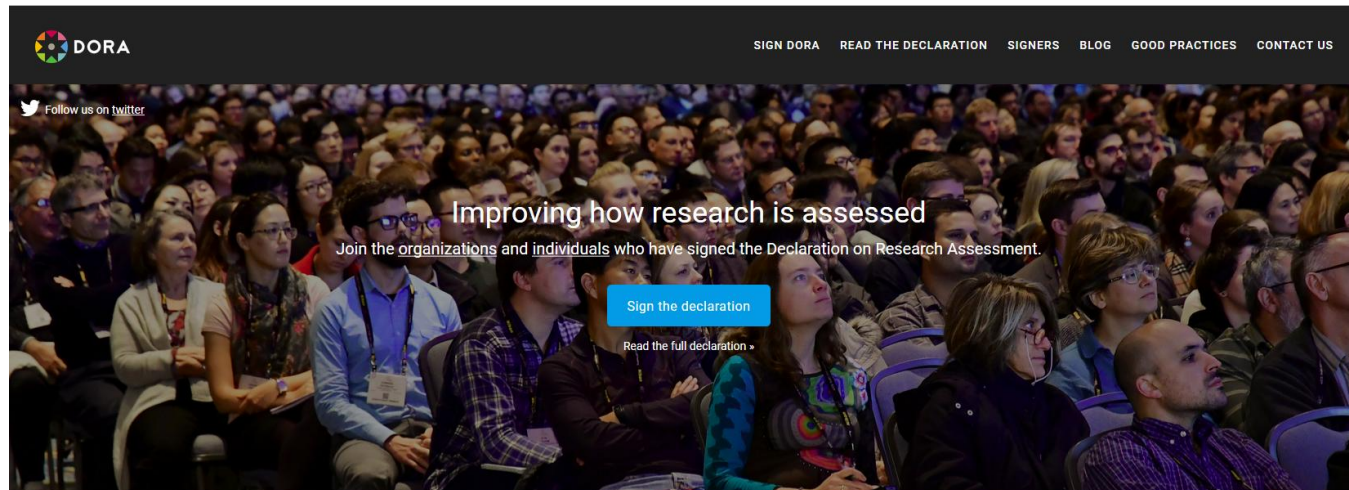 DORA
SIGN DORA READ THE DECLARATION SIGNERS BLOG GOOD PRACTICES CONTACT US
Follow us on twitter
Improving how research is assessed
Join the organizations and individuals who have signed the Declaration on Research Assessment.
Sign the declaration
Read the full declaration »